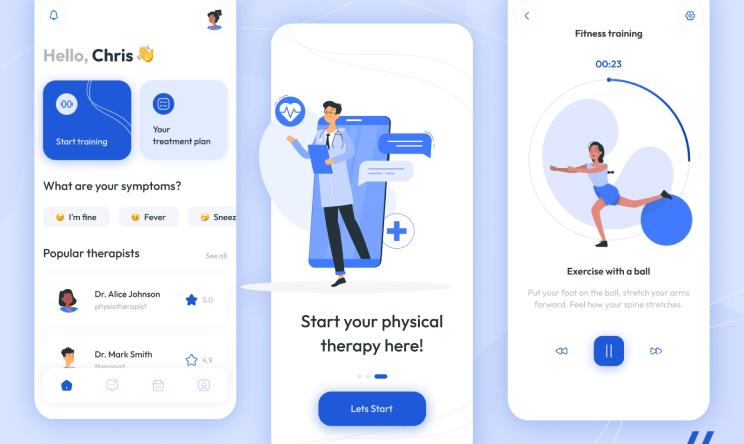 Hello, Chris 👋
Start training
Your
treatment plan
What are your symptoms?
I'm fine
Fever
Sneez
Popular therapists
See all
Dr. Alice Johnson
physiotherapist
5.0
Dr. Mark Smith
therapist
4.9
Start your physical
therapy here!
Lets Start
Fitness training
00:23
Exercise with a ball
Put your foot on the ball, stretch your arms
forward. Feel how your spine stretches.